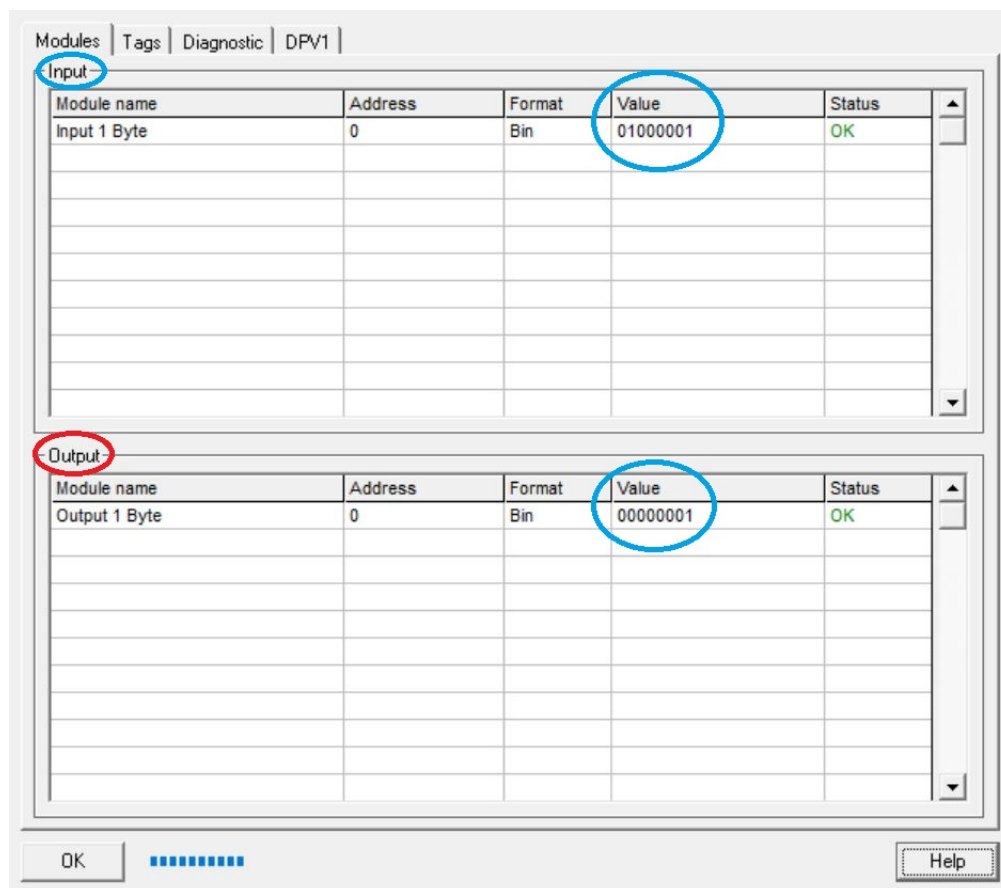 Modules Tags Diagnostic DPV1
Input
Module name Address Format Value Status
Input 1 Byte 0 Bin 01000001 OK
Output
Module name Address Format Value Status
Output 1 Byte 0 Bin 00000001 OK
OK Help